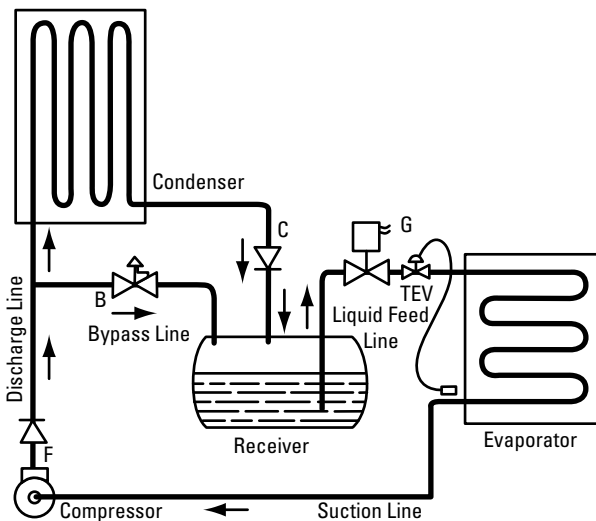 Condenser
C
G
Discharge Line
B
Bypass Line
TEV
Liquid Feed
Line
Receiver
Evaporator
F
Compressor
Suction Line